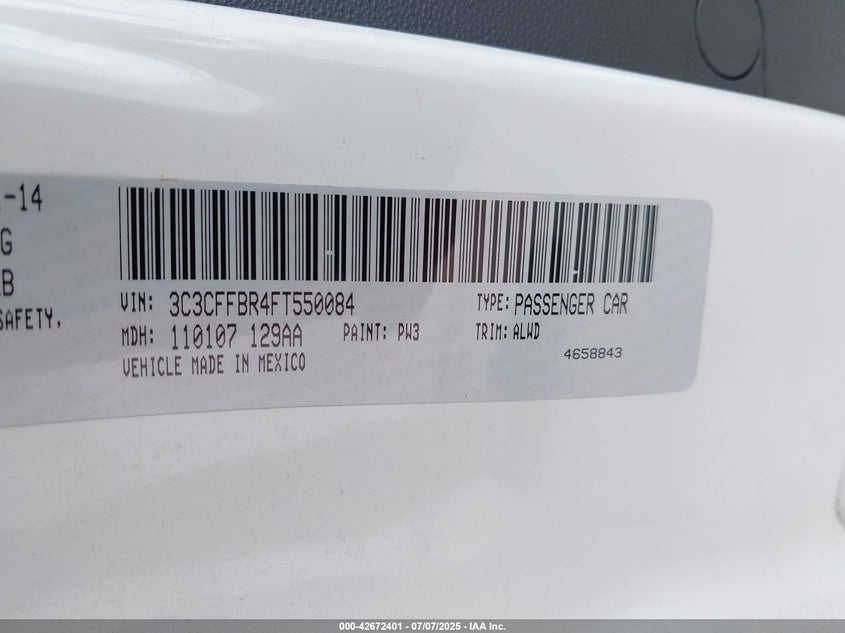 -14
G
B
SAFETY,
VIN: 3C3CFFBR4FT550084 TYPE: PASSENGER CAR
MDH: 110107 129AA PAINT: PW3 TRIM: ALWD
VEHICLE MADE IN MEXICO 4658843
000-42672401 - 07/07/2025 - IAA Inc.